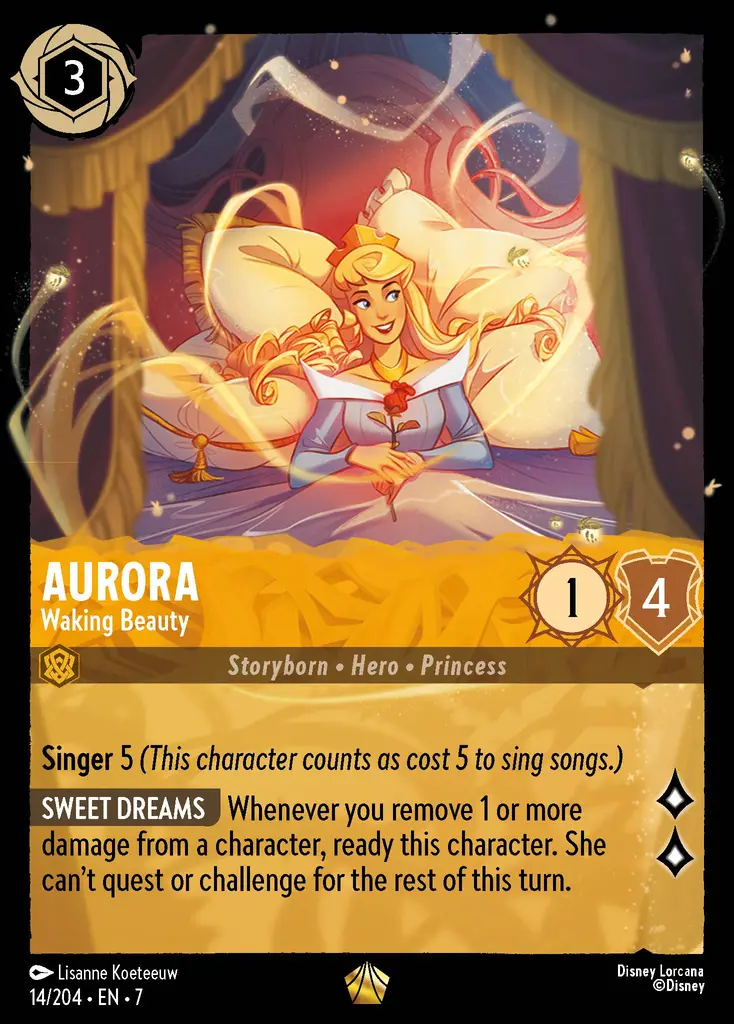 3
AURORA
Waking Beauty
1
4
Storyborn • Hero • Princess
Singer 5 (This character counts as cost 5 to sing songs.)
SWEET DREAMS Whenever you remove 1 or more
damage from a character, ready this character. She
can't quest or challenge for the rest of this turn.
Lisanne Koeteeuw
14/204 • EN • 7
Disney Lorcana
©Disney